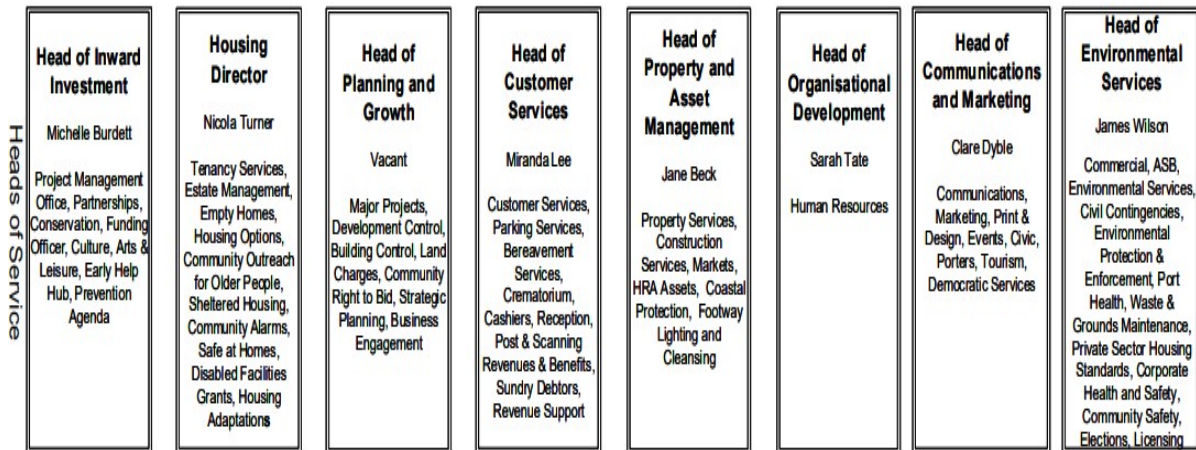 Heads of Service
Head of Inward
Investment
Michelle Burdett
Project Management
Office, Partnerships,
Conservation, Funding
Officer, Culture, Arts &
Leisure, Early Help
Hub, Prevention
Agenda
Housing
Director
Nicola Turner
Tenancy Services,
Estate Management,
Empty Homes,
Housing Options,
Community Outreach
for Older People,
Sheltered Housing,
Community Alarms,
Safe at Homes,
Disabled Facilities
Grants, Housing
Adaptations
Head of
Planning and
Growth
Vacant
Major Projects,
Development Control,
Building Control, Land
Charges, Community
Right to Bid, Strategic
Planning, Business
Engagement
Head of
Customer
Services
Miranda Lee
Customer Services,
Parking Services,
Bereavement
Services,
Crematorium,
Cashiers, Reception,
Post & Scanning
Revenues & Benefits,
Sundry Debtors,
Revenue Support
Head of
Property and
Asset
Management
Jane Beck
Property Services,
Construction
Services, Markets,
HRA Assets, Coastal
Protection, Footway
Lighting and
Cleansing
Head of
Organisational
Development
Sarah Tate
Human Resources
Head of
Communications
and Marketing
Clare Dyble
Communications,
Marketing, Print &
Design, Events, Civic,
Porters, Tourism,
Democratic Services
Head of
Environmental
Services
James Wilson
Commercial, ASB,
Environmental Services,
Civil Contingencies,
Environmental
Protection &
Enforcement, Port
Health, Waste &
Grounds Maintenance,
Private Sector Housing
Standards, Corporate
Health and Safety,
Community Safety,
Elections, Licensing